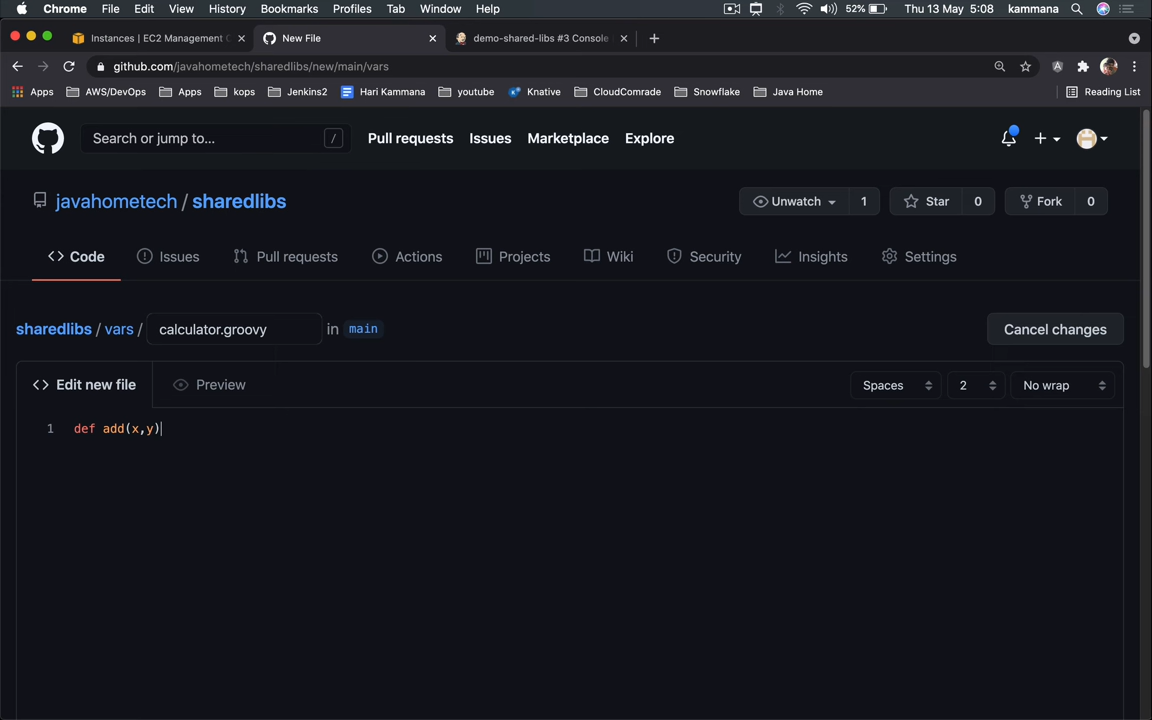 Chrome File Edit View History Bookmarks Profiles Tab Window Help 52% Thu 13 May 5:08 kammana
Instances | EC2 Management C New File demo-shared-libs #3 Console
github.com/javahometech/sharedlibs/new/main/vars
Apps AWS/DevOps Apps kops Jenkins2 Hari Kammana youtube Knative CloudComrade Snowflake Java Home Reading List
Search or jump to... / Pull requests Issues Marketplace Explore
javahometech / sharedlibs Unwatch 1 Star 0 Fork 0
Code Issues Pull requests Actions Projects Wiki Security Insights Settings
sharedlibs / vars / calculator.groovy in main Cancel changes
Edit new file Preview Spaces 2 No wrap
1 def add(x,y)